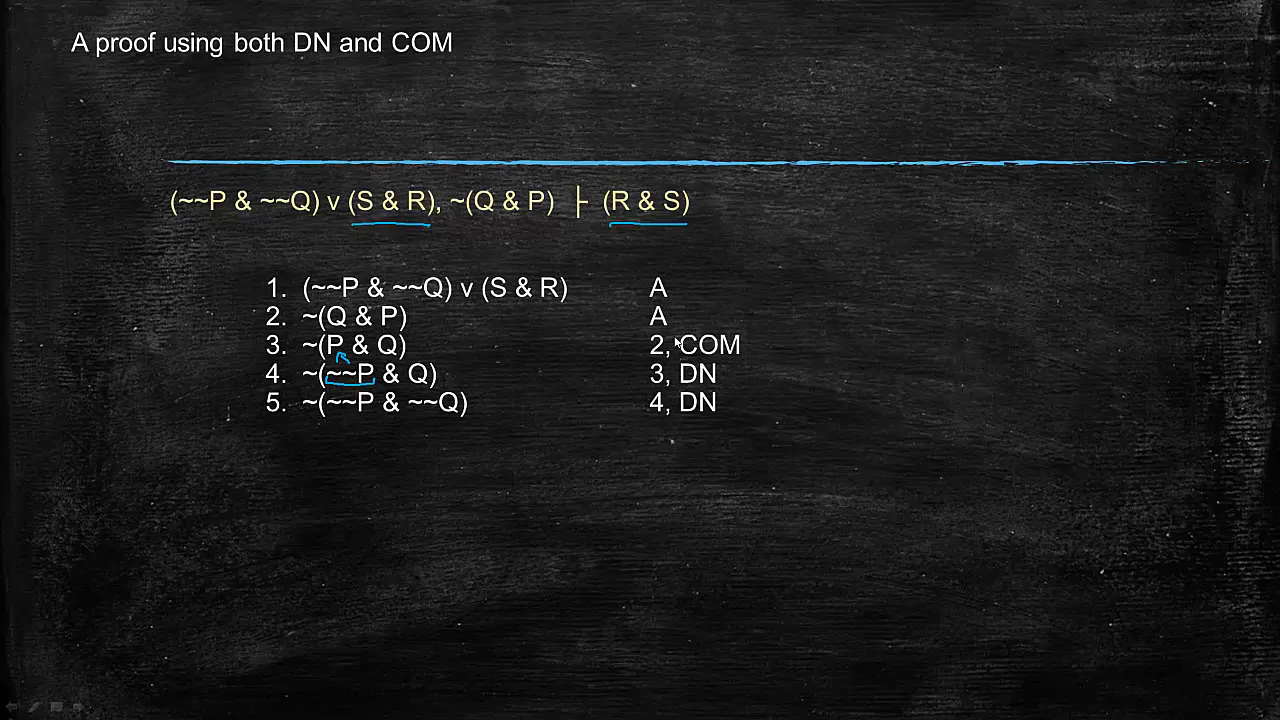 A proof using both DN and COM
(~~P & ~~Q) v (S & R), ~(Q & P) ├ (R & S)
1. (~~P & ~~Q) v (S & R) A
2. ~(Q & P) A
3. ~(P & Q) 2, COM
4. ~(~~P & Q) 3, DN
5. ~(~~P & ~~Q) 4, DN